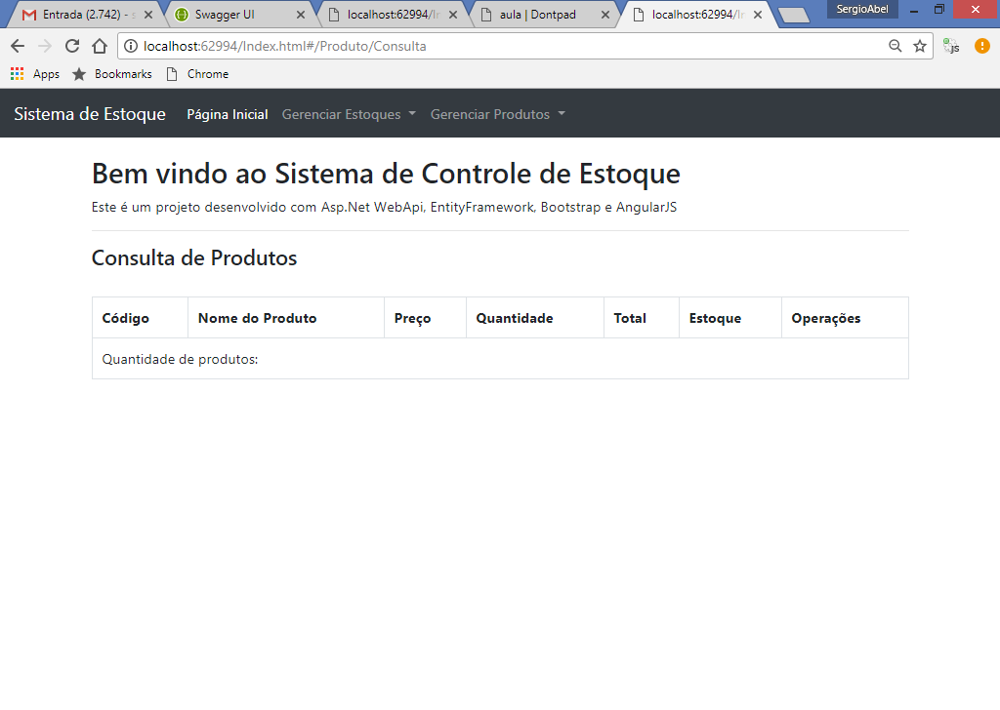 Entrada (2.742) - s
Swagger UI
localhost:62994/In
aula | Dontpad
localhost:62994/In
SergioAbel
localhost:62994/Index.html#/Produto/Consulta
js
Apps Bookmarks Chrome
Sistema de Estoque Página Inicial Gerenciar Estoques Gerenciar Produtos
Bem vindo ao Sistema de Controle de Estoque
Este é um projeto desenvolvido com Asp.Net WebApi, EntityFramework, Bootstrap e AngularJS
Consulta de Produtos
Código Nome do Produto Preço Quantidade Total Estoque Operações
Quantidade de produtos: